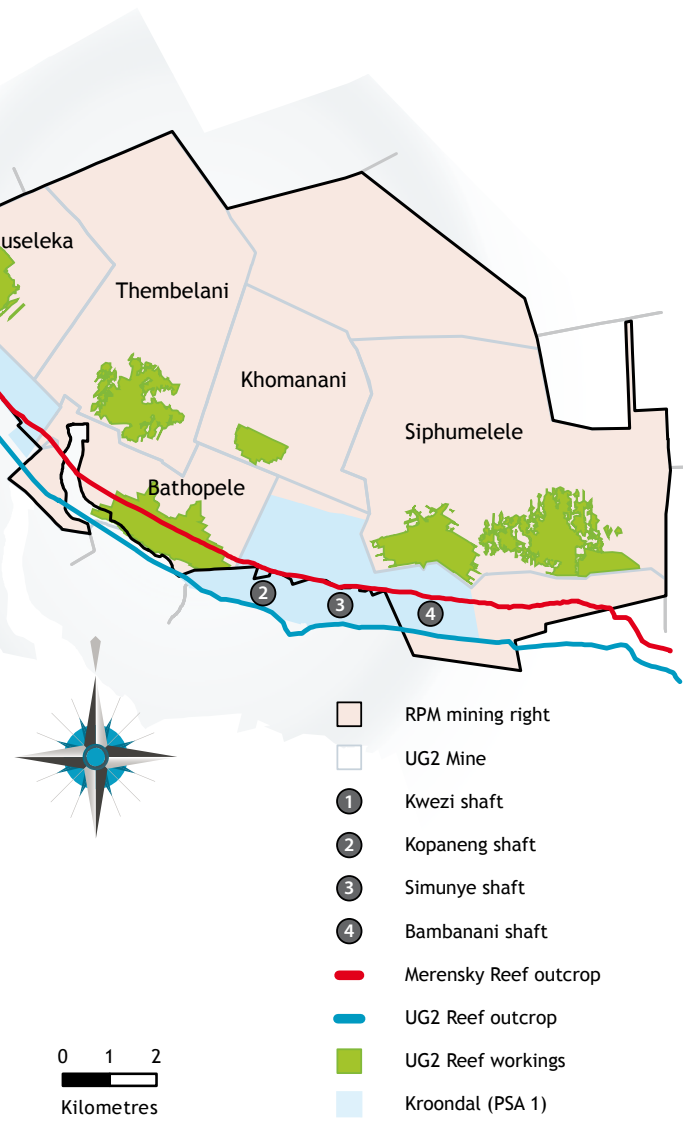 useleka
Thembelani
Khomanani
Siphumelele
Bathopele
2
3
4
RPM mining right
UG2 Mine
1 Kwezi shaft
2 Kopaneng shaft
3 Simunye shaft
4 Bambanani shaft
Merensky Reef outcrop
UG2 Reef outcrop
UG2 Reef workings
Kroondal (PSA 1)
0 1 2
Kilometres